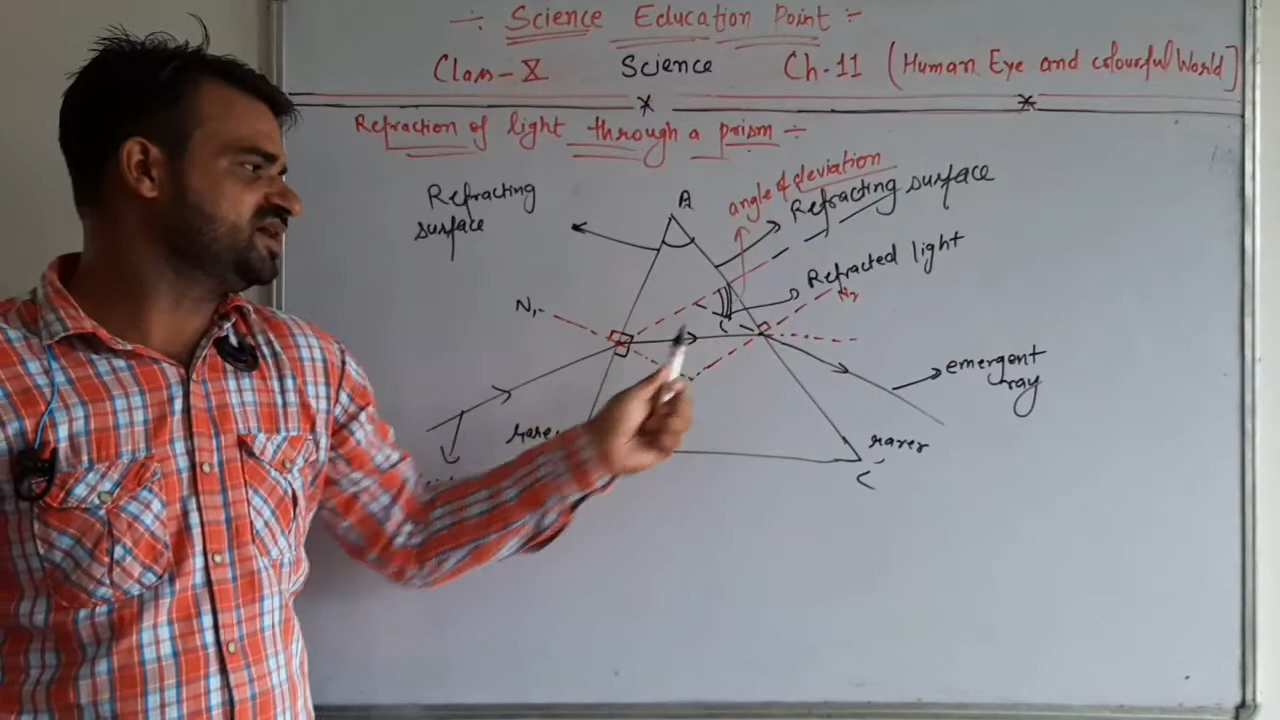 ÷ Science Education Point ÷
Class-X Science Ch.11 (Human Eye and colourful World)
Refraction of light through a prism ÷
angle of deviation
Refracting
surface
A
Refracting surface
Refracted light
N₁
N₂
emergent
ray
C